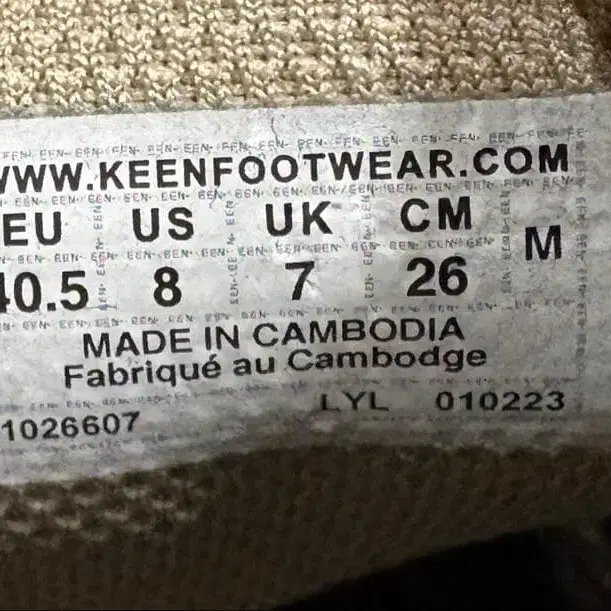 WWW.KEENFOOTWEAR.COM
EU US UK CM M
40.5 8 7 26
MADE IN CAMBODIA
Fabriqué au Cambodge
LYL 010223
1026607